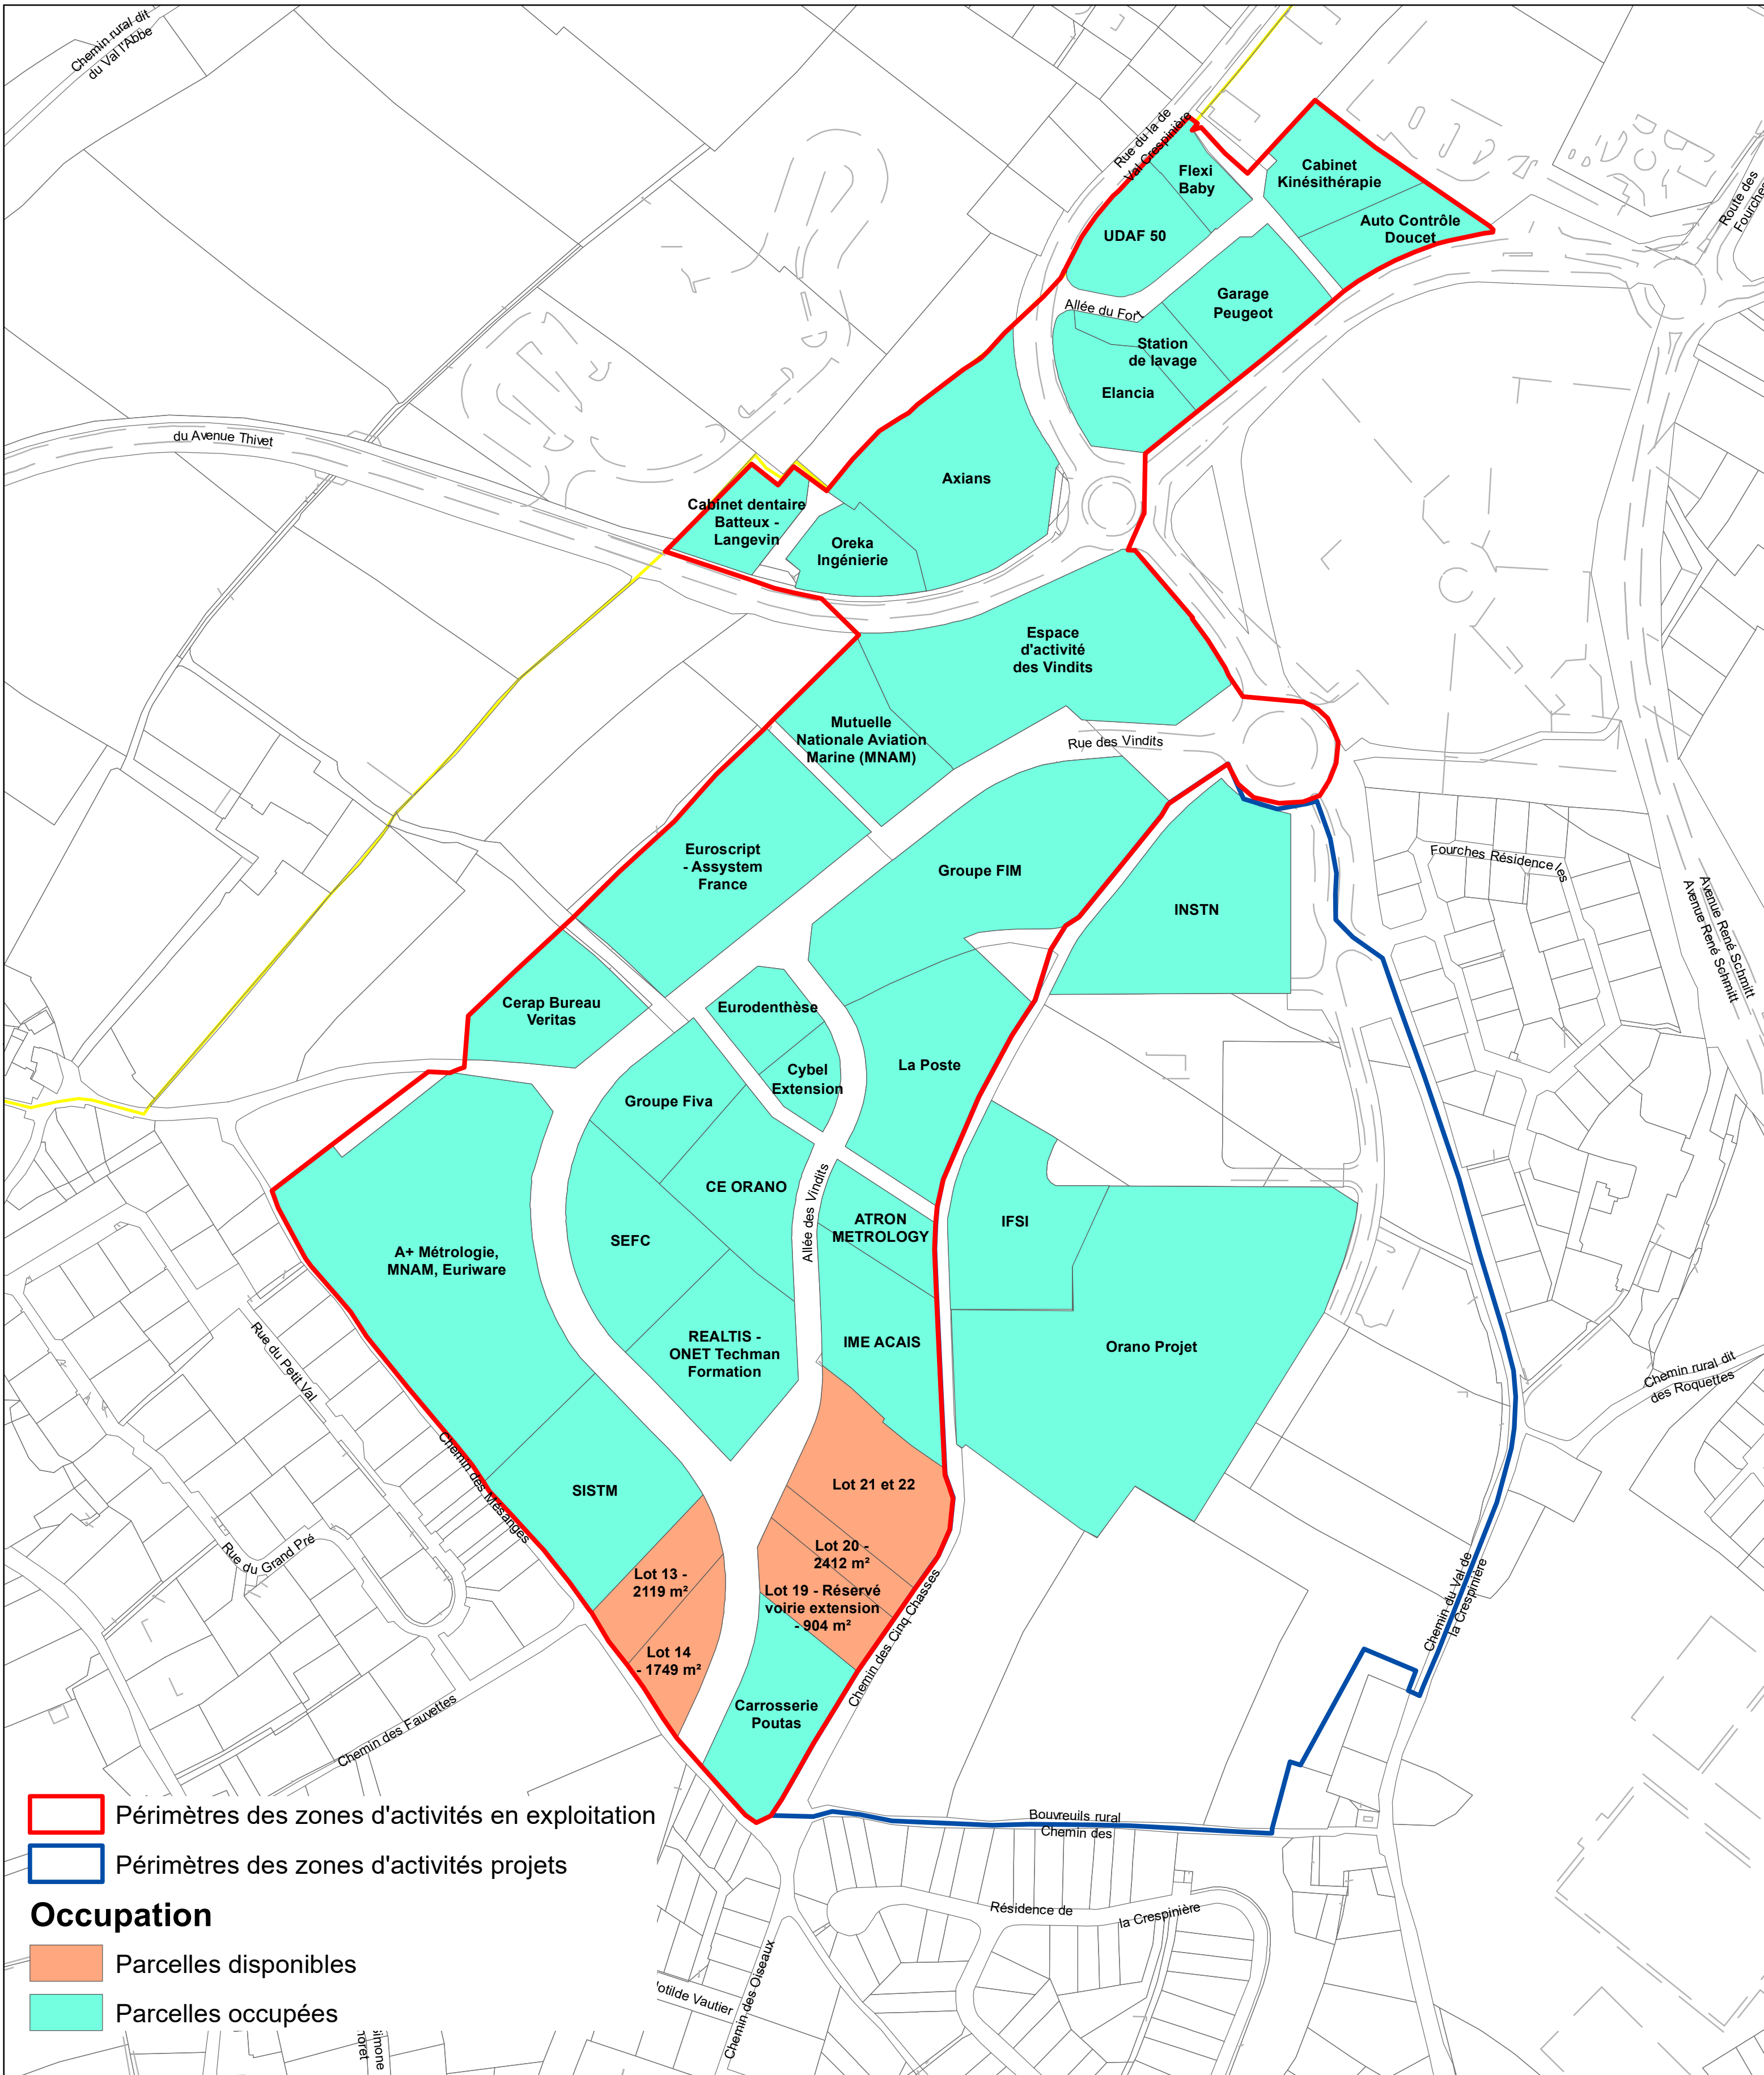 Chemin rural dit
du Val l'Abbe
Rue du la de
Val Crespinière
Flexi
Baby
Cabinet
Kinésithérapie
Route des
UDAF 50
Auto Contrôle
Doucet
Allée du Fort
Garage
Peugeot
Station
de lavage
Elancia
du Avenue Thivet
Axians
Cabinet dentaire
Batteux -
Langevin
Oreka
Ingénierie
Espace
d'activité
des Vindits
Mutuelle
Nationale Aviation
Marine (MNAM)
Rue des Vindits
Euroscript
- Assystem
France
Groupe FIM
Fourches Résidence les
INSTN
Avenue René Schmitt
Avenue René Schmitt
Cerap Bureau
Veritas
Eurodenthèse
La Poste
Cybel
Extension
Groupe Fiva
CE ORANO
Allée des Vindits
ATRON
METROLOGY
IFSI
SEFC
A+ Métrologie,
MNAM, Euriware
REALTIS -
ONET Techman
Formation
IME ACAIS
Orano Projet
Rue du Petit Val
Chemin rural dit
des Roquettes
Chemin des Mésanges
SISTM
Lot 21 et 22
Rue du Grand Pré
Lot 20 -
2412 m²
Lot 13 -
2119 m²
Lot 19 - Réservé
voirie extension
- 904 m²
Chemin du Val de
la Crespinière
Lot 14
- 1749 m²
Chemin des Cinq Chasses
Carrosserie
Poutas
Chemin des Fauvettes
Périmètres des zones d'activités en exploitation
Bouvreuils rural
Chemin des
Périmètres des zones d'activités projets
Occupation
Résidence de
la Crespinière
Parcelles disponibles
Chemin des Oiseaux
otilde Vautier
Parcelles occupées